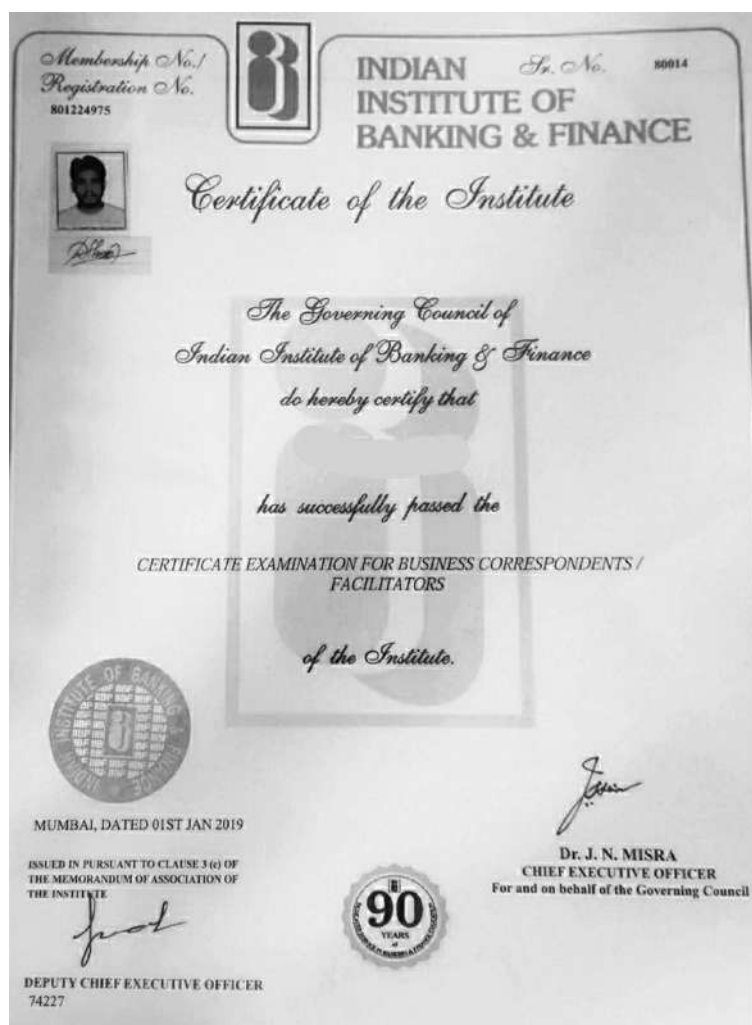 Membership No./
Registration No.
801224975
INDIAN
INSTITUTE OF
BANKING & FINANCE
Sr. No. 80014
Certificate of the Institute
The Governing Council of
Indian Institute of Banking & Finance
do hereby certify that
has successfully passed the
CERTIFICATE EXAMINATION FOR BUSINESS CORRESPONDENTS /
FACILITATORS
of the Institute.
INSTITUTE OF BANKING & FINANCE
INDIAN
MUMBAI, DATED 01ST JAN 2019
ISSUED IN PURSUANT TO CLAUSE 3 (e) OF
THE MEMORANDUM OF ASSOCIATION OF
THE INSTITUTE
DEPUTY CHIEF EXECUTIVE OFFICER
74227
90
YEARS
of
Dr. J. N. MISRA
CHIEF EXECUTIVE OFFICER
For and on behalf of the Governing Council